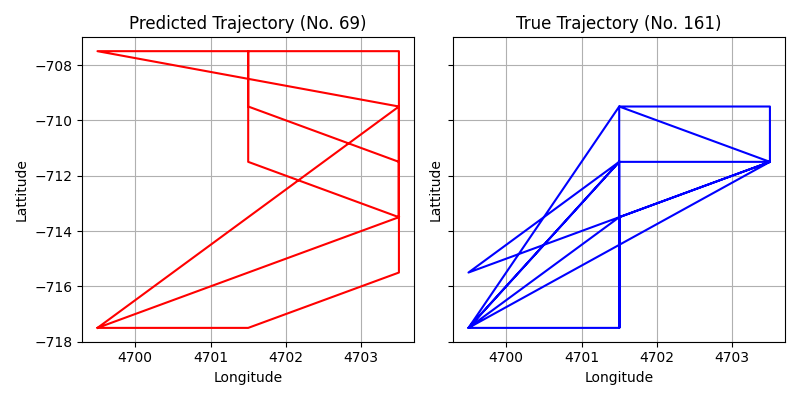 Predicted Trajectory (No. 69)
True Trajectory (No. 161)
−708
−710
−712
−714
−716
−718
Lattitude
Lattitude
4700 4701 4702 4703
4700 4701 4702 4703
Longitude
Longitude